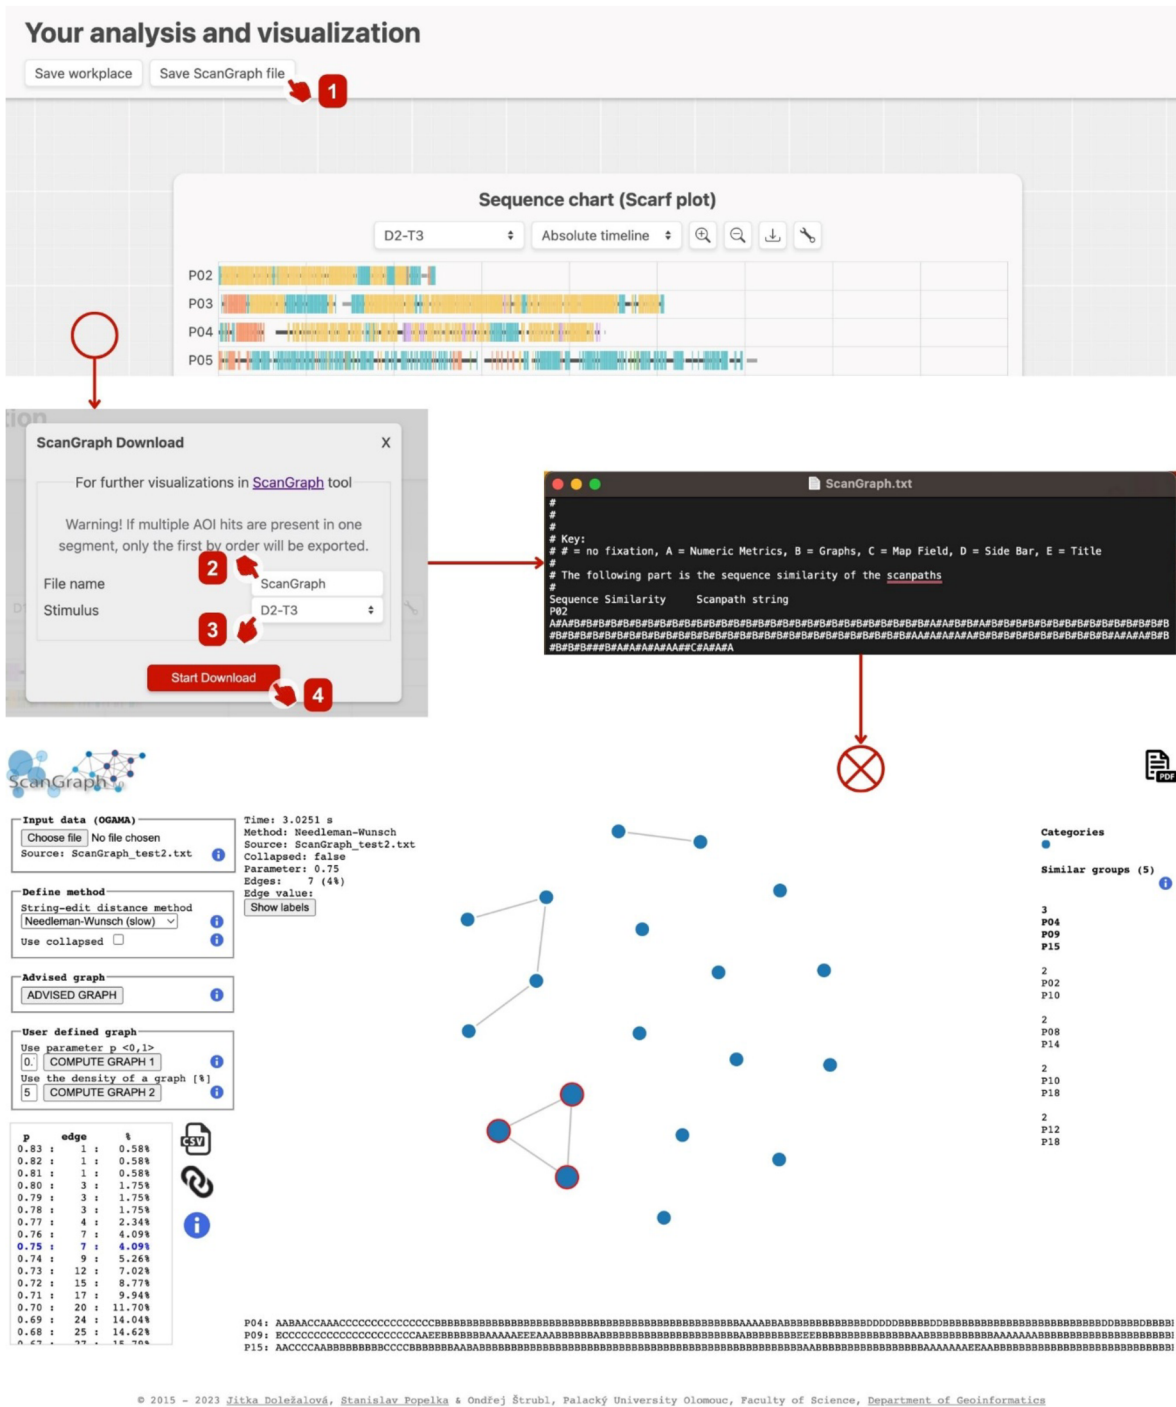 Your analysis and visualization
Save workplace
Save ScanGraph file
1
Sequence chart (Scarf plot)
D2-T3
Absolute timeline
P02
P03
P04
P05
tion
ScanGraph Download
X
For further visualizations in ScanGraph tool
Warning! If multiple AOI hits are present in one
segment, only the first by order will be exported.
2
File name
ScanGraph
Stimulus
D2-T3
3
Start Download
4
ScanGraph.txt
#
#
#
# Key:
# # = no fixation, A = Numeric Metrics, B = Graphs, C = Map Field, D = Side Bar, E = Title
#
# The following part is the sequence similarity of the scanpaths
#
Sequence Similarity Scanpath string
P02
#B#B#B###B#A#A#A#A#AA##C#A#A#A
ScanGraph
PDF
Input data (OGAMA)
Choose file No file chosen
Source: ScanGraph_test2.txt
Define method
String-edit distance method
Needleman-Wunsch (slow)
Use collapsed
Advised graph
ADVISED GRAPH
User defined graph
Use parameter p <0,1>
0. COMPUTE GRAPH 1
Use the density of a graph [%]
5 COMPUTE GRAPH 2
p edge %
0.83 : 1 : 0.58%
0.82 : 1 : 0.58%
0.81 : 1 : 0.58%
0.80 : 3 : 1.75%
0.79 : 3 : 1.75%
0.78 : 3 : 1.75%
0.77 : 4 : 2.34%
0.76 : 7 : 4.09%
0.75 : 7 : 4.09%
0.74 : 9 : 5.26%
0.73 : 12 : 7.02%
0.72 : 15 : 8.77%
0.71 : 17 : 9.94%
0.70 : 20 : 11.70%
0.69 : 24 : 14.04%
0.68 : 25 : 14.62%
0.67 : 27 : 15.79%
CSV
Time: 3.0251 s
Method: Needleman-Wunsch
Source: ScanGraph_test2.txt
Collapsed: false
Parameter: 0.75
Edges: 7 (4%)
Edge value:
Show labels
Categories
Similar groups (5)
3
P04
P09
P15
2
P02
P10
2
P08
P14
2
P10
P18
2
P12
P18
P04:
P09:
P15:
© 2015 - 2023 Jitka Doležalová, Stanislav Popelka & Ondřej Štrubl, Palacký University Olomouc, Faculty of Science, Department of Geoinformatics